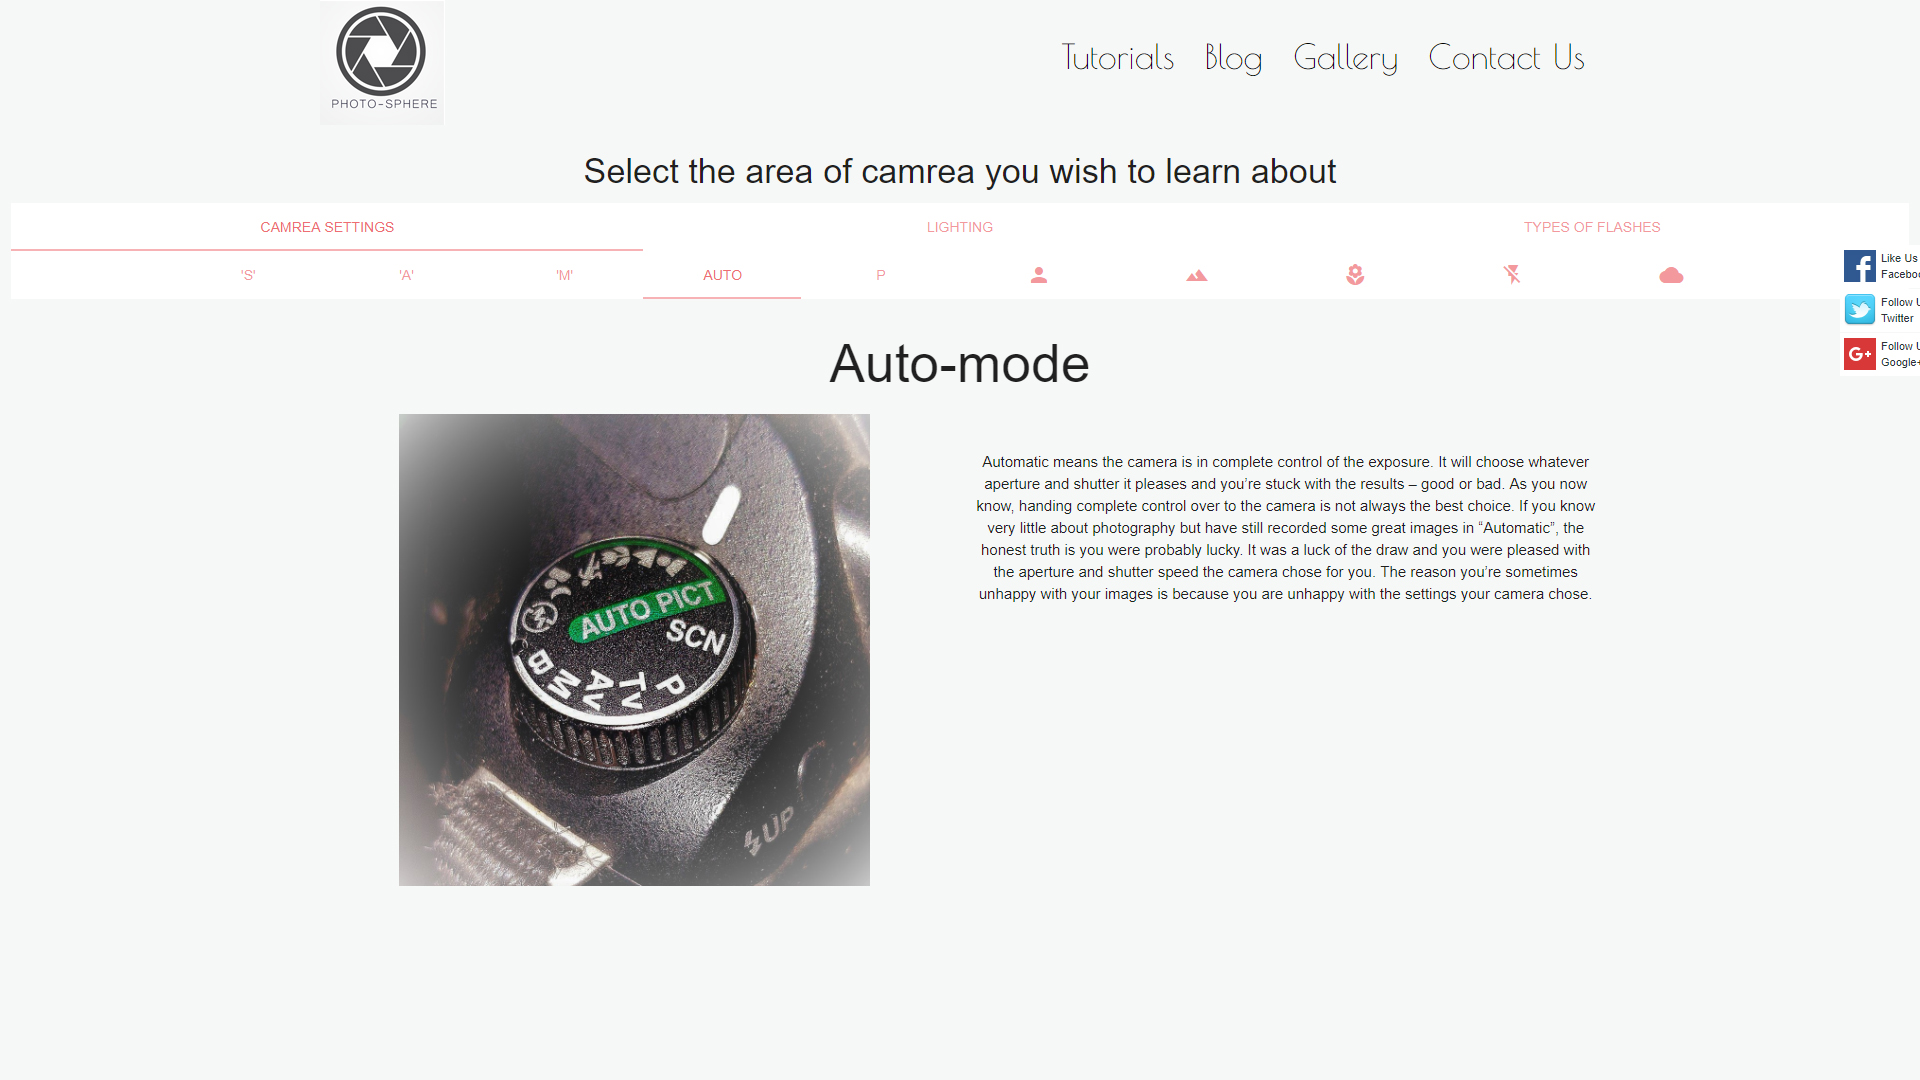 PHOTO-SPHERE
Tutorials Blog Gallery Contact Us
Select the area of camrea you wish to learn about
CAMREA SETTINGS LIGHTING TYPES OF FLASHES
'S' 'A' 'M' AUTO P
Like Us
Facebo
Follow U
Twitter
Follow U
Google+
Auto-mode
Automatic means the camera is in complete control of the exposure. It will choose whatever
aperture and shutter it pleases and you’re stuck with the results – good or bad. As you now
know, handing complete control over to the camera is not always the best choice. If you know
very little about photography but have still recorded some great images in “Automatic”, the
honest truth is you were probably lucky. It was a luck of the draw and you were pleased with
the aperture and shutter speed the camera chose for you. The reason you’re sometimes
unhappy with your images is because you are unhappy with the settings your camera chose.
AUTO PICT
SCN
P
Tv
Av
M
B
UP